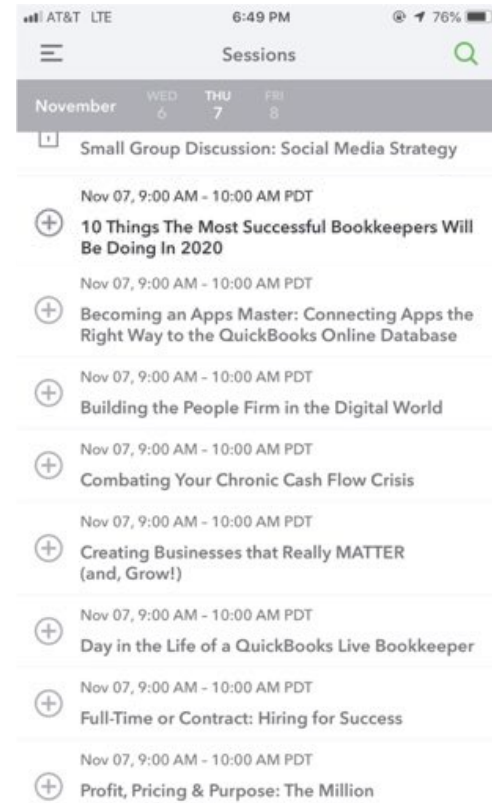 AT&T LTE 6:49 PM 76%
Sessions
November WED 6 THU 7 FRI 8
Small Group Discussion: Social Media Strategy
Nov 07, 9:00 AM - 10:00 AM PDT
10 Things The Most Successful Bookkeepers Will
Be Doing In 2020
Nov 07, 9:00 AM - 10:00 AM PDT
Becoming an Apps Master: Connecting Apps the
Right Way to the QuickBooks Online Database
Nov 07, 9:00 AM - 10:00 AM PDT
Building the People Firm in the Digital World
Nov 07, 9:00 AM - 10:00 AM PDT
Combating Your Chronic Cash Flow Crisis
Nov 07, 9:00 AM - 10:00 AM PDT
Creating Businesses that Really MATTER
(and, Grow!)
Nov 07, 9:00 AM - 10:00 AM PDT
Day in the Life of a QuickBooks Live Bookkeeper
Nov 07, 9:00 AM - 10:00 AM PDT
Full-Time or Contract: Hiring for Success
Nov 07, 9:00 AM - 10:00 AM PDT
Profit, Pricing & Purpose: The Million